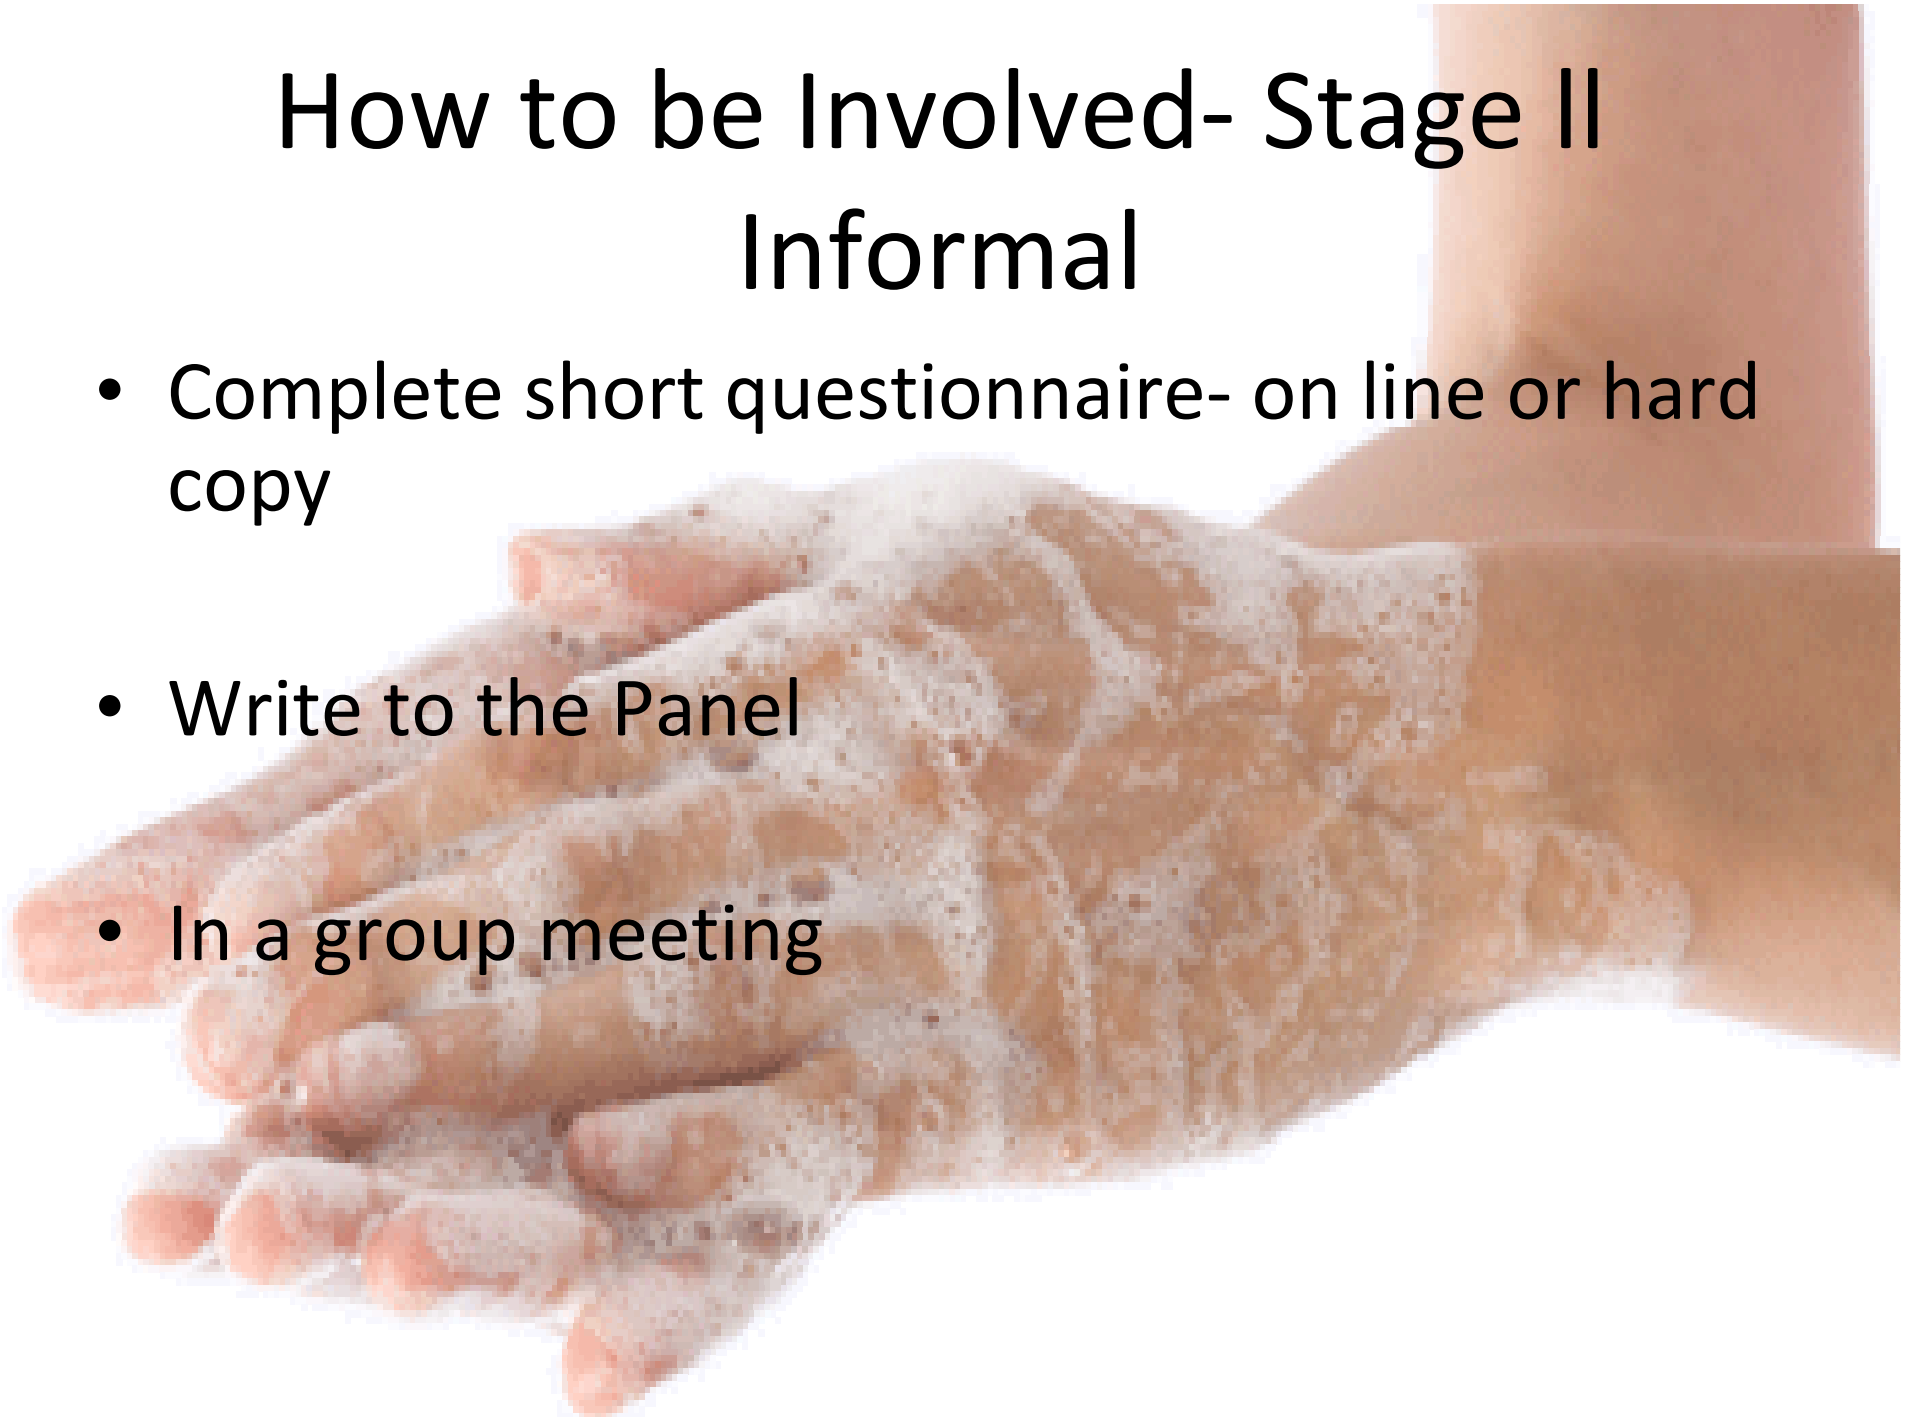 How to be Involved- Stage ll
Informal
• Complete short questionnaire- on line or hard
copy
• Write to the Panel
• In a group meeting